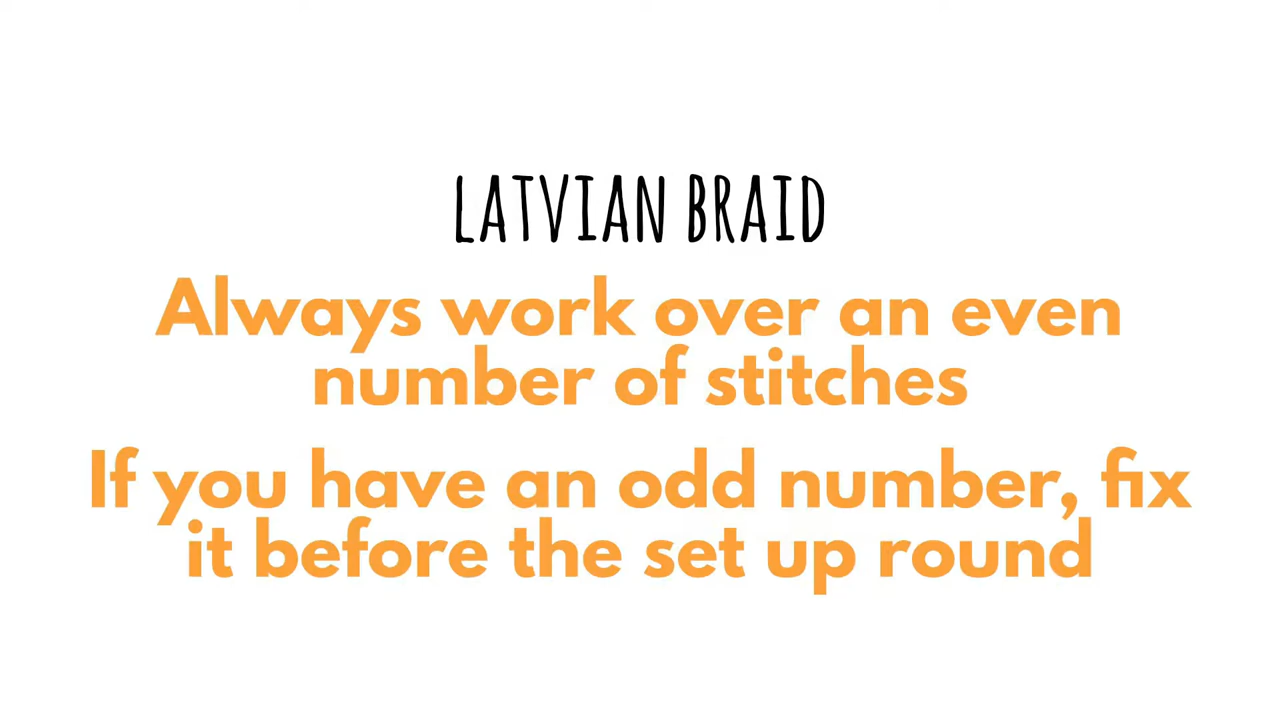 LATVIAN BRAID
Always work over an even
number of stitches
If you have an odd number, fix
it before the set up round